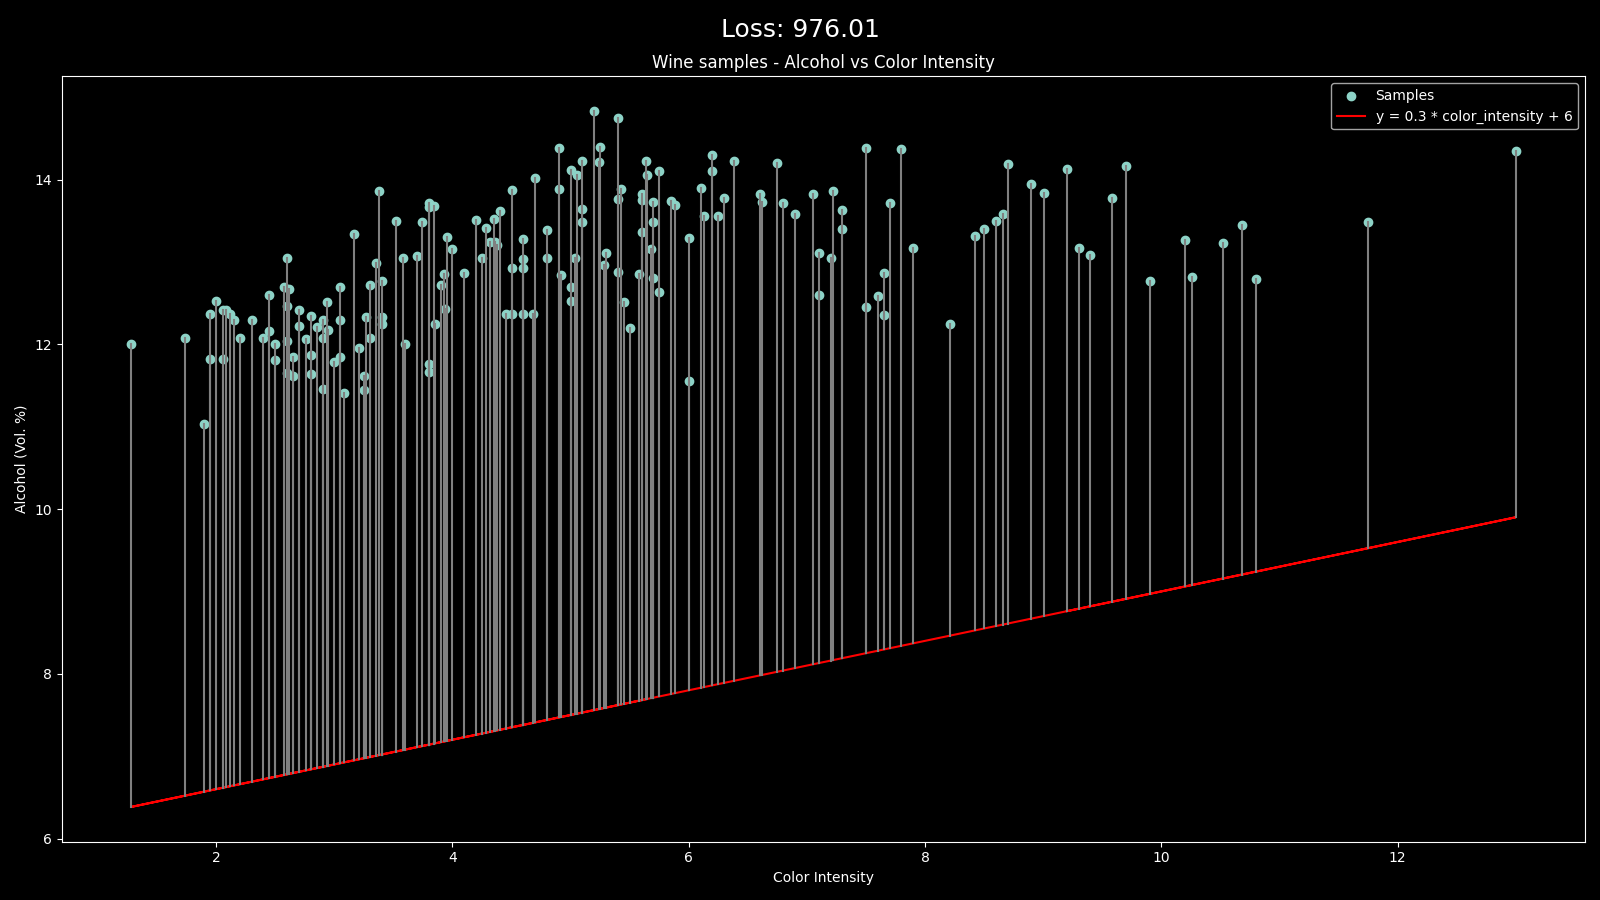 Loss: 976.01
Wine samples - Alcohol vs Color Intensity
Samples
y = 0.3 * color_intensity + 6
14
12
10
8
6
Alcohol (Vol. %)
2 4 6 8 10 12
Color Intensity